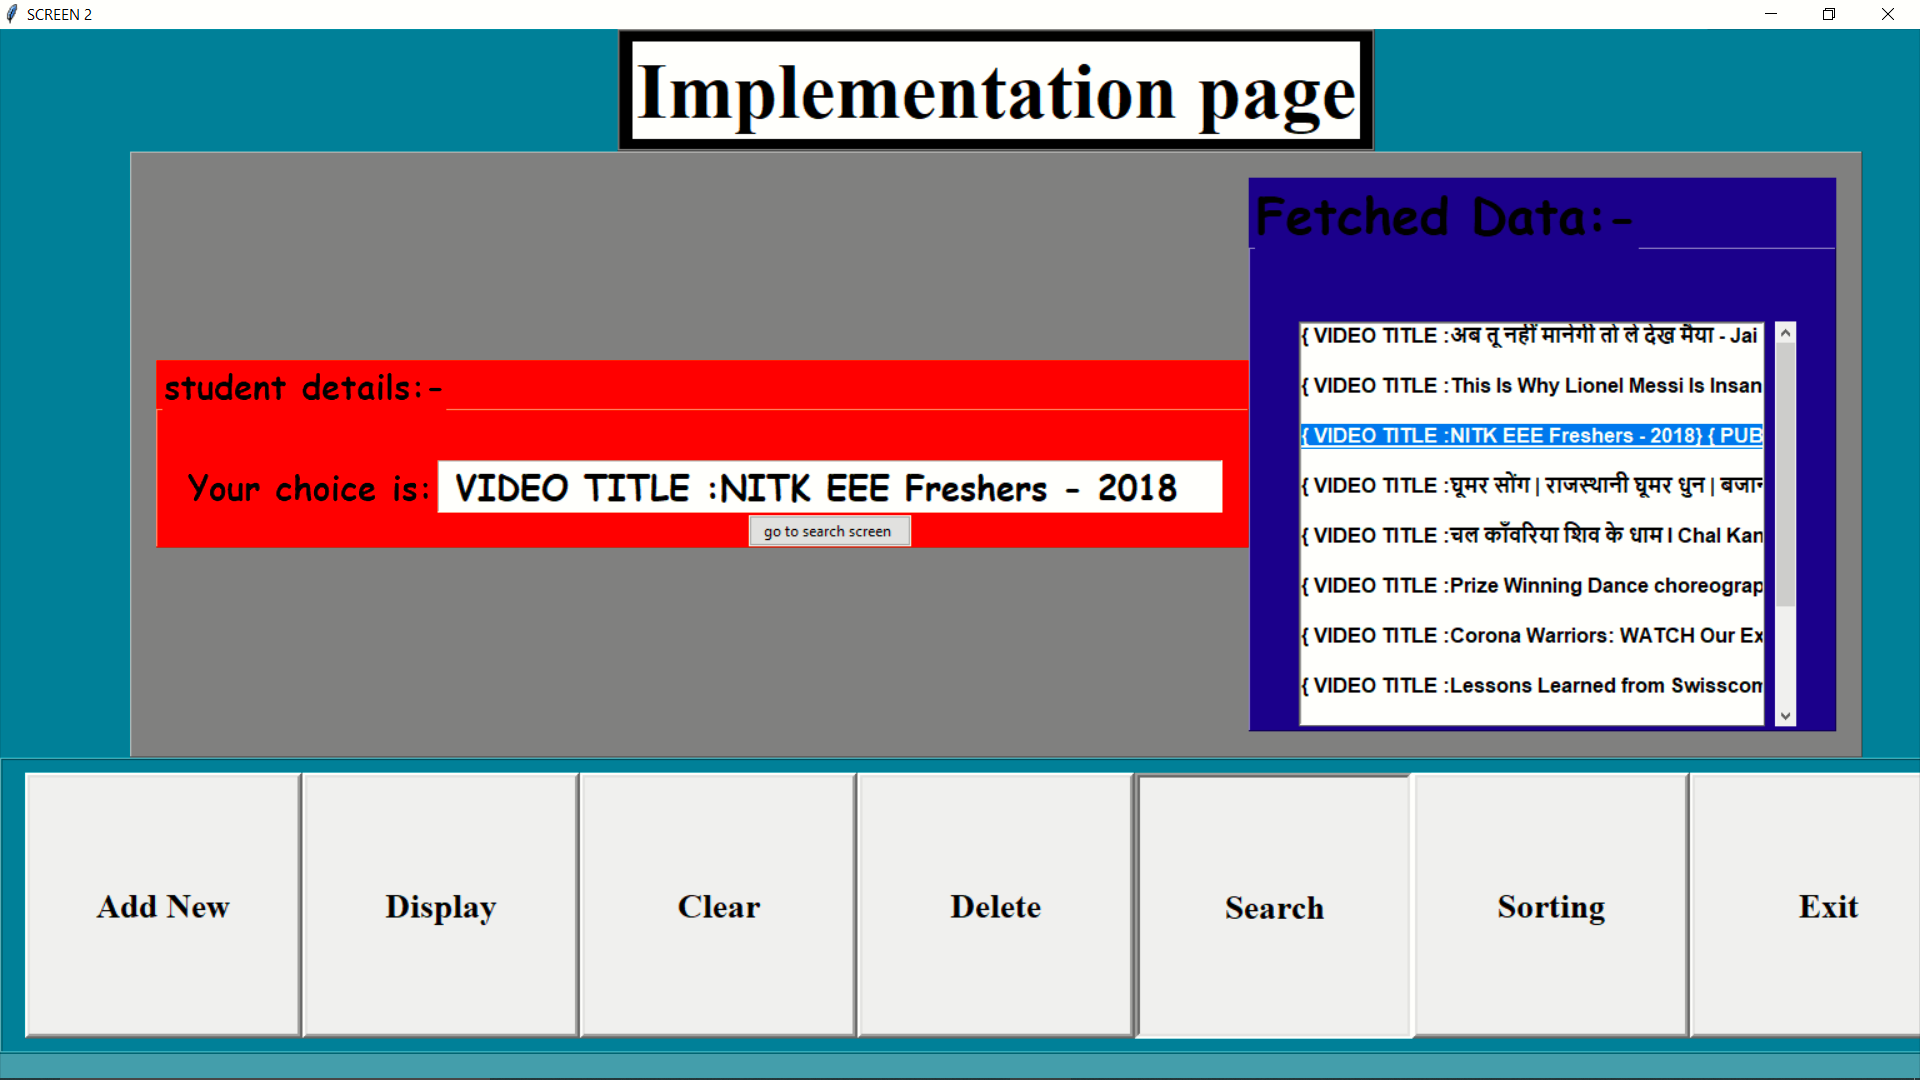 SCREEN 2
Implementation page
Fetched Data:-
{ VIDEO TITLE :अब तू नहीं मानेगी तो ले देख मैया - Jai
{ VIDEO TITLE :This Is Why Lionel Messi Is Insan
{ VIDEO TITLE :NITK EEE Freshers - 2018} { PUB
{ VIDEO TITLE :घूमर सोंग | राजस्थानी घूमर धुन | बजान
{ VIDEO TITLE :चल काँवरिया शिव के धाम I Chal Kan
{ VIDEO TITLE :Prize Winning Dance choreograp
{ VIDEO TITLE :Corona Warriors: WATCH Our Ex
{ VIDEO TITLE :Lessons Learned from Swisscom
student details:-
Your choice is: VIDEO TITLE :NITK EEE Freshers - 2018
go to search screen
Add New Display Clear Delete Search Sorting Exit